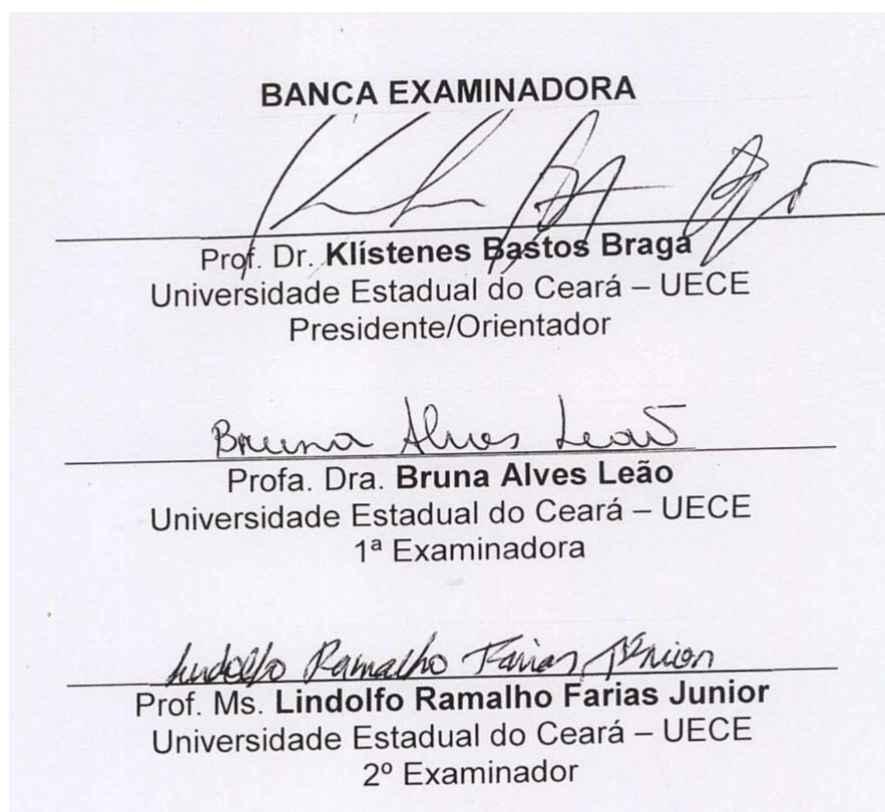 BANCA EXAMINADORA
Prof. Dr. Klístenes Bastos Braga
Universidade Estadual do Ceará – UECE
Presidente/Orientador
Bruna Alves Leão
Profa. Dra. Bruna Alves Leão
Universidade Estadual do Ceará – UECE
1ª Examinadora
Lindolfo Ramalho Farias Júnior
Prof. Ms. Lindolfo Ramalho Farias Junior
Universidade Estadual do Ceará – UECE
2º Examinador